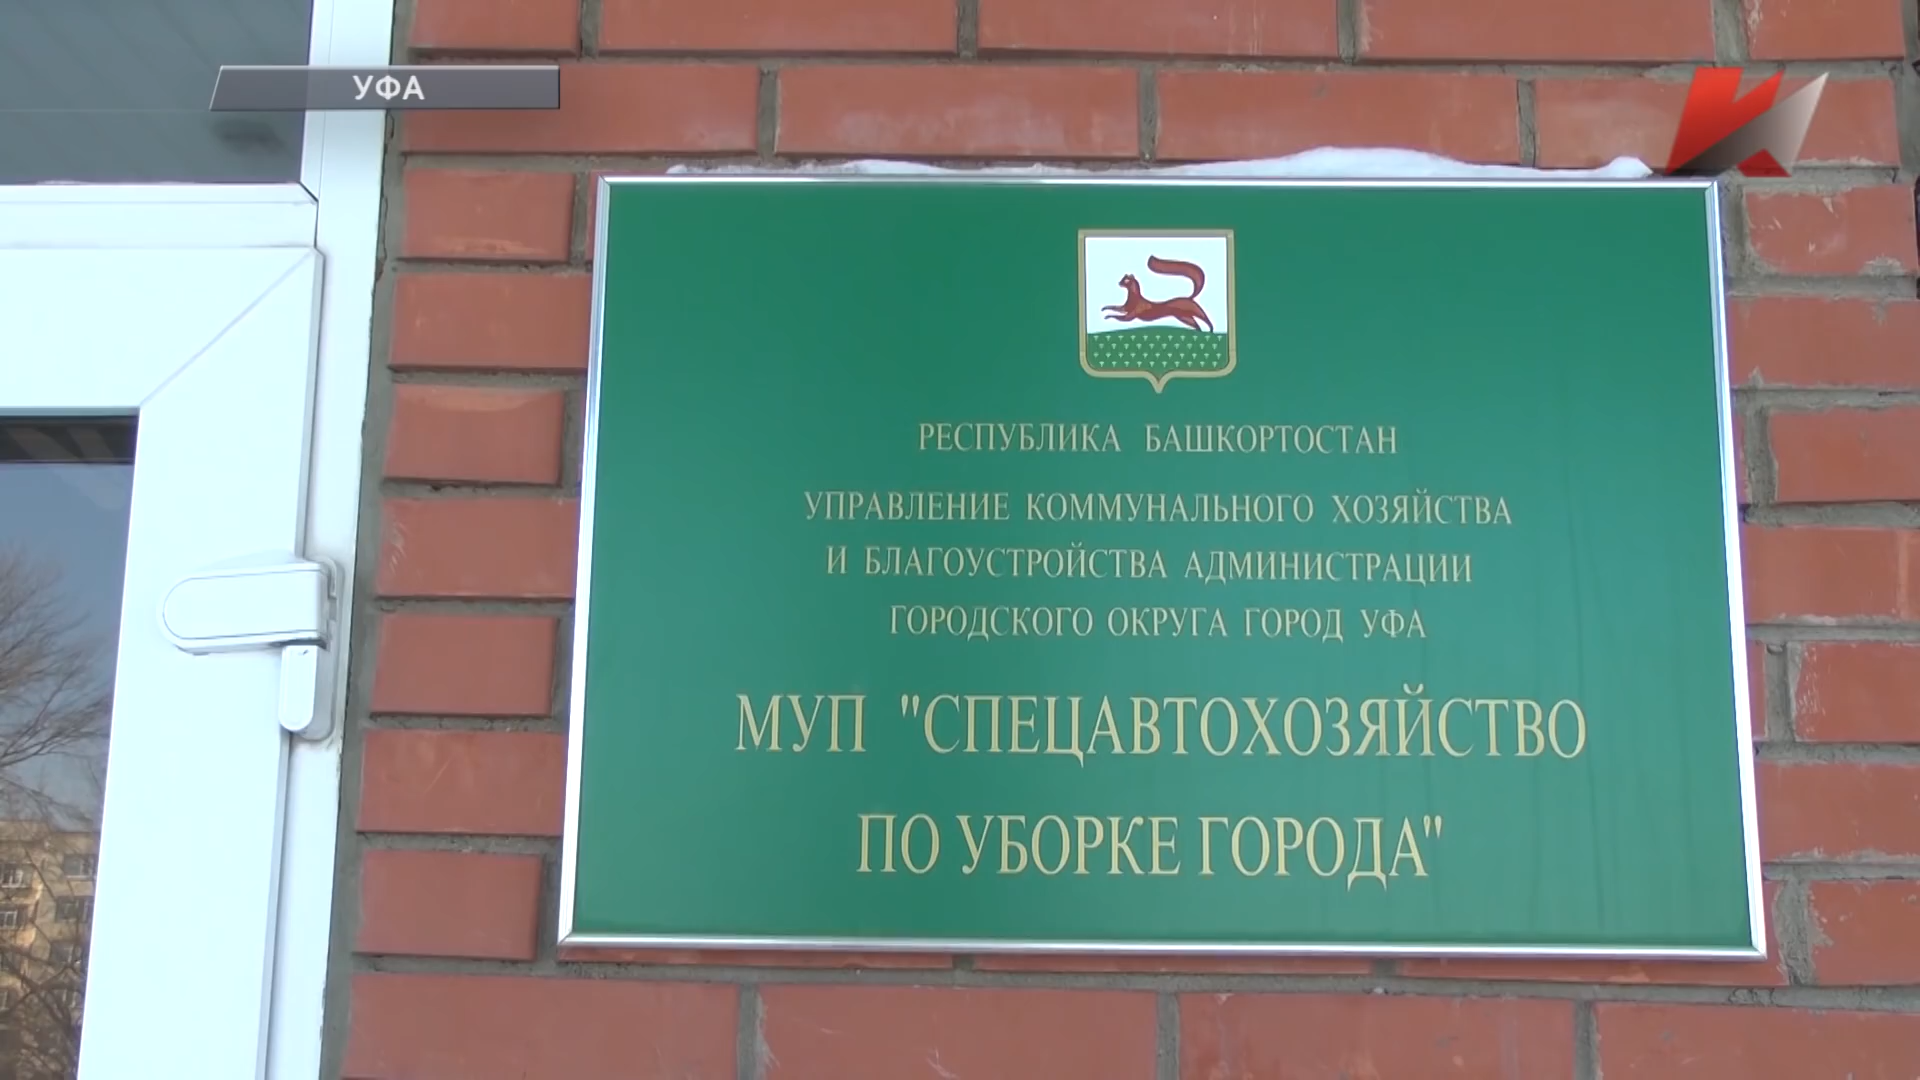 УФА
РЕСПУБЛИКА БАШКОРТОСТАН
УПРАВЛЕНИЕ КОММУНАЛЬНОГО ХОЗЯЙСТВА
И БЛАГОУСТРОЙСТВА АДМИНИСТРАЦИИ
ГОРОДСКОГО ОКРУГА ГОРОД УФА
МУП "СПЕЦАВТОХОЗЯЙСТВО
ПО УБОРКЕ ГОРОДА"